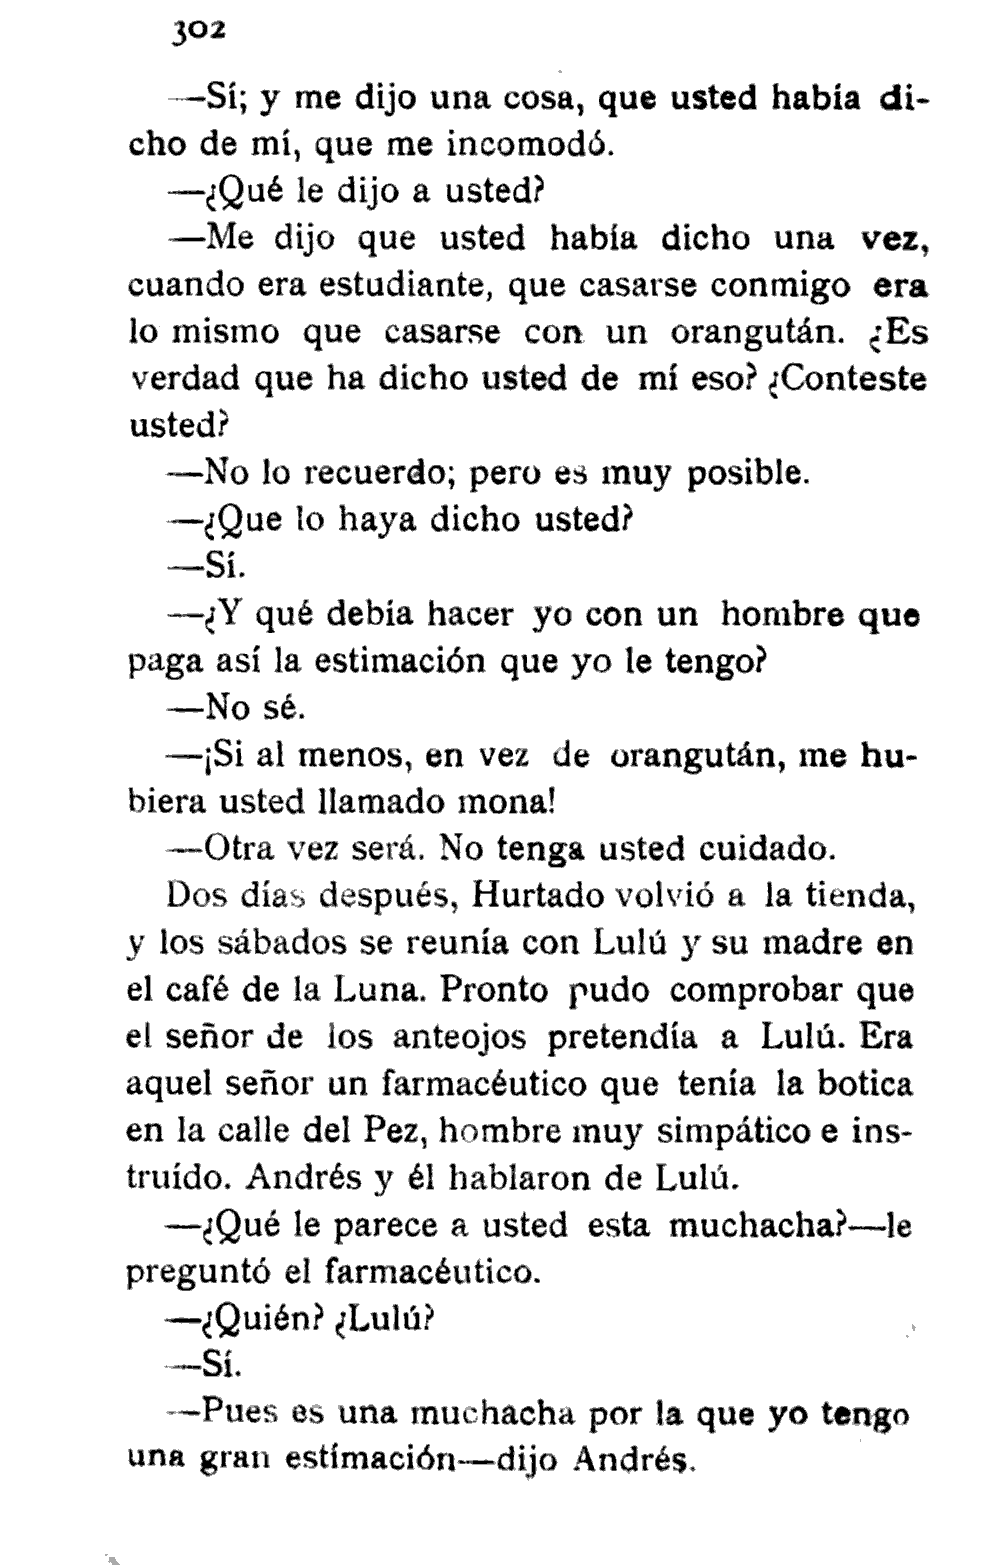 302
—Sí; y me dijo una cosa, que usted había di-
cho de mí, que me incomodó.
—¿Qué le dijo a usted?
—Me dijo que usted había dicho una vez,
cuando era estudiante, que casarse conmigo era
lo mismo que casarse con un orangután. ¿Es
verdad que ha dicho usted de mí eso? ¿Conteste
usted?
—No lo recuerdo; pero es muy posible.
—¿Que lo haya dicho usted?
—Sí.
—¿Y qué debía hacer yo con un hombre que
paga así la estimación que yo le tengo?
—No sé.
—¡Si al menos, en vez de orangután, me hu-
biera usted llamado mona!
—Otra vez será. No tenga usted cuidado.
Dos días después, Hurtado volvió a la tienda,
y los sábados se reunía con Lulú y su madre en
el café de la Luna. Pronto pudo comprobar que
el señor de los anteojos pretendía a Lulú. Era
aquel señor un farmacéutico que tenía la botica
en la calle del Pez, hombre muy simpático e ins-
truído. Andrés y él hablaron de Lulú.
—¿Qué le parece a usted esta muchacha?—le
preguntó el farmacéutico.
—¿Quién? ¿Lulú?
—Sí.
—Pues es una muchacha por la que yo tengo
una gran estímación—dijo Andrés.